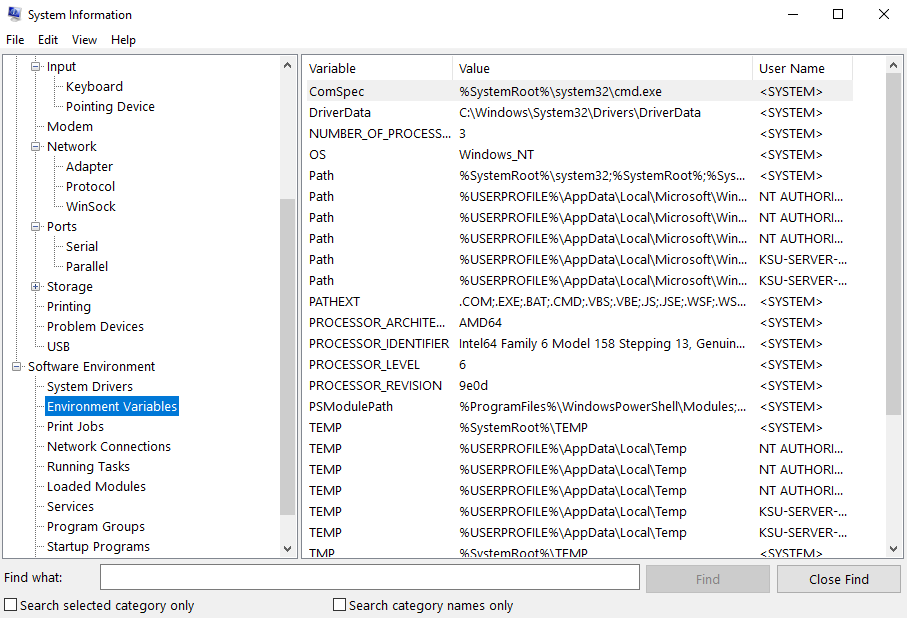 System Information
File Edit View Help
Input
Keyboard
Pointing Device
Modem
Network
Adapter
Protocol
WinSock
Ports
Serial
Parallel
Storage
Printing
Problem Devices
USB
Software Environment
System Drivers
Environment Variables
Print Jobs
Network Connections
Running Tasks
Loaded Modules
Services
Program Groups
Startup Programs
Variable Value User Name
ComSpec %SystemRoot%\system32\cmd.exe <SYSTEM>
DriverData C:\Windows\System32\Drivers\DriverData <SYSTEM>
NUMBER_OF_PROCESS... 3 <SYSTEM>
OS Windows_NT <SYSTEM>
Path %SystemRoot%\system32;%SystemRoot%;%Sys... <SYSTEM>
Path %USERPROFILE%\AppData\Local\Microsoft\Win... NT AUTHORI...
Path %USERPROFILE%\AppData\Local\Microsoft\Win... NT AUTHORI...
Path %USERPROFILE%\AppData\Local\Microsoft\Win... NT AUTHORI...
Path %USERPROFILE%\AppData\Local\Microsoft\Win... KSU-SERVER-...
Path %USERPROFILE%\AppData\Local\Microsoft\Win... KSU-SERVER-...
PATHEXT .COM;.EXE;.BAT;.CMD;.VBS;.VBE;.JS;.JSE;.WSF;.WS... <SYSTEM>
PROCESSOR_ARCHITE... AMD64 <SYSTEM>
PROCESSOR_IDENTIFIER Intel64 Family 6 Model 158 Stepping 13, Genuin... <SYSTEM>
PROCESSOR_LEVEL 6 <SYSTEM>
PROCESSOR_REVISION 9e0d <SYSTEM>
PSModulePath %ProgramFiles%\WindowsPowerShell\Modules;... <SYSTEM>
TEMP %SystemRoot%\TEMP <SYSTEM>
TEMP %USERPROFILE%\AppData\Local\Temp NT AUTHORI...
TEMP %USERPROFILE%\AppData\Local\Temp NT AUTHORI...
TEMP %USERPROFILE%\AppData\Local\Temp NT AUTHORI...
TEMP %USERPROFILE%\AppData\Local\Temp KSU-SERVER-...
TEMP %USERPROFILE%\AppData\Local\Temp KSU-SERVER-...
TMP %SystemRoot%\TEMP <SYSTEM>
Find what: Find Close Find
Search selected category only Search category names only